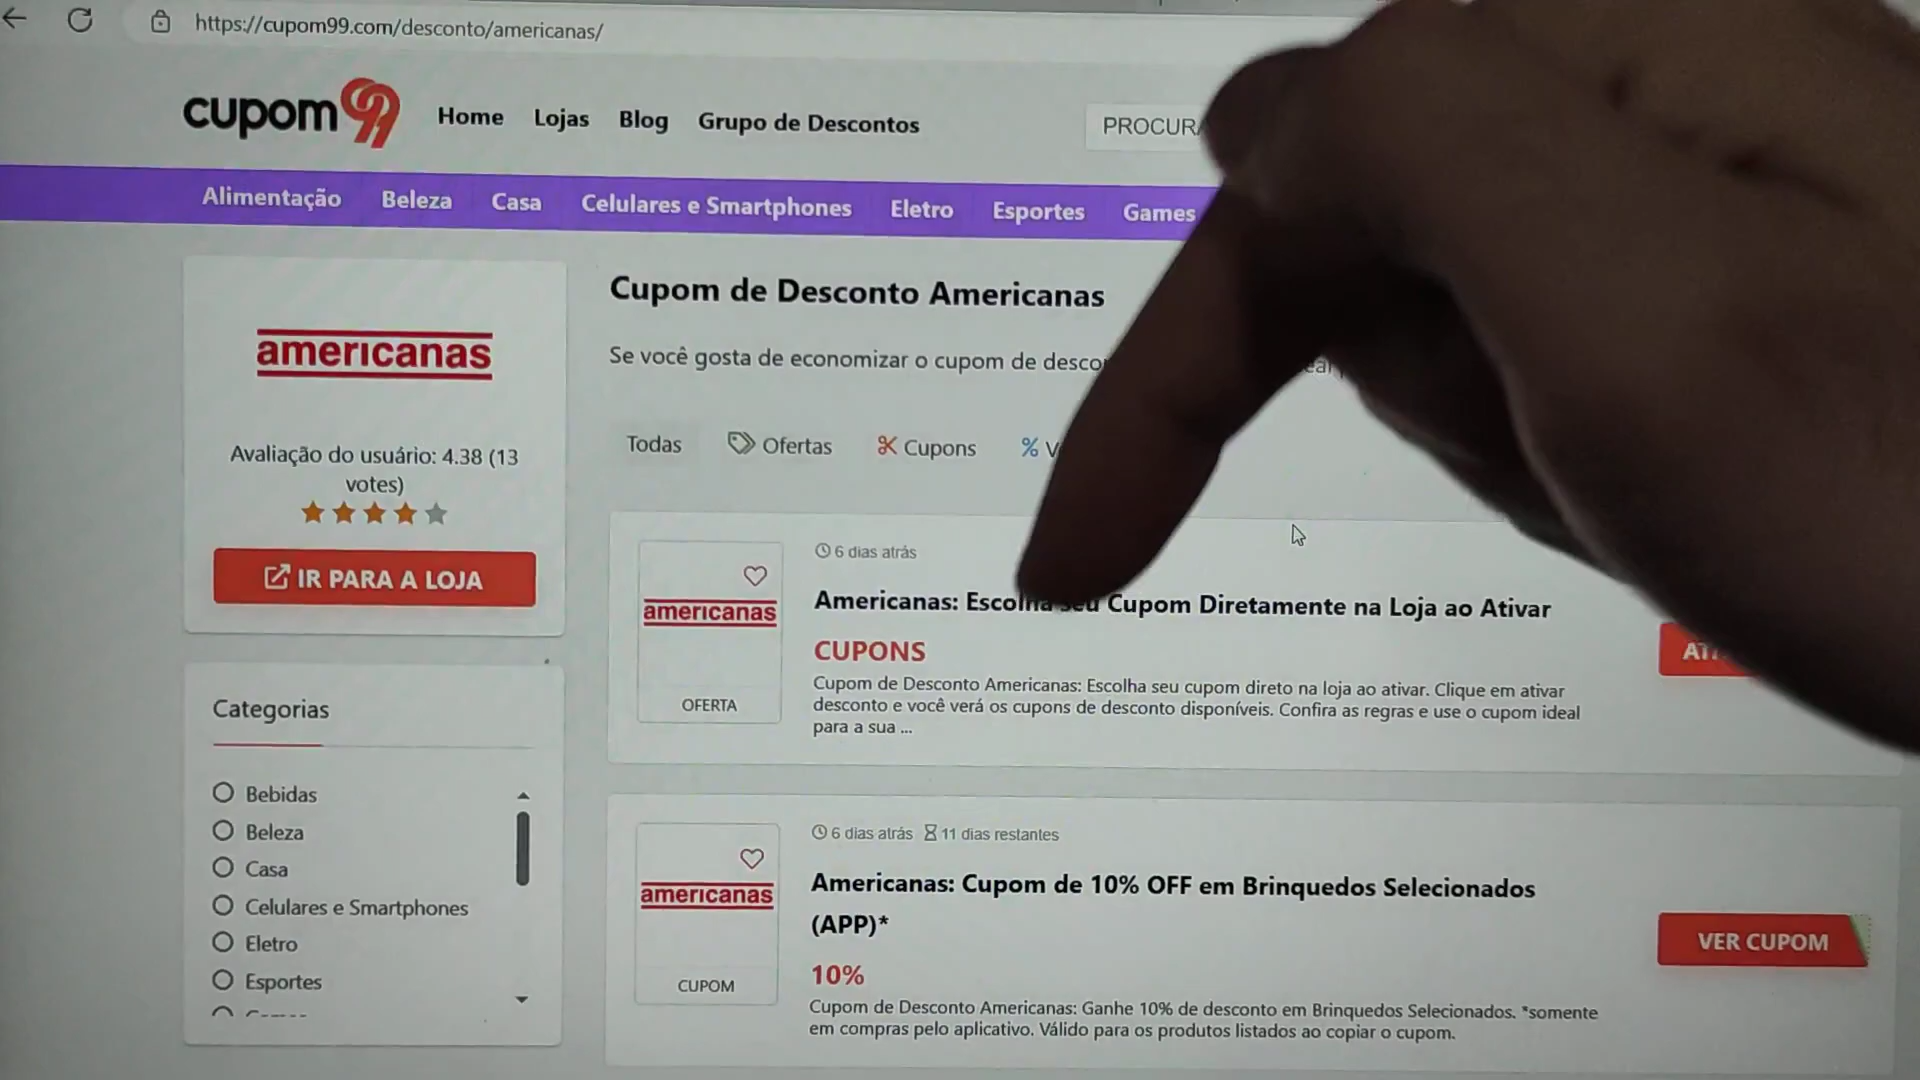 https://cupom99.com/desconto/americanas/
cupom99
Home Lojas Blog Grupo de Descontos
Alimentação Beleza Casa Celulares e Smartphones Eletro Esportes Games
americanas
Avaliação do usuário: 4.38 (13
votes)
IR PARA A LOJA
Categorias
Bebidas
Beleza
Casa
Celulares e Smartphones
Eletro
Esportes
Cupom de Desconto Americanas
Se você gosta de economizar o cupom de
Todas Ofertas Cupons %
6 dias atrás
americanas
OFERTA
Americanas: Cupom Diretamente na Loja ao Ativar
CUPONS
Cupom de Desconto Americanas: Escolha seu cupom direto na loja ao ativar. Clique em ativar
desconto e você verá os cupons de desconto disponíveis. Confira as regras e use o cupom ideal
para a sua ...
6 dias atrás 11 dias restantes
americanas
CUPOM
Americanas: Cupom de 10% OFF em Brinquedos Selecionados
(APP)*
10%
Cupom de Desconto Americanas: Ganhe 10% de desconto em Brinquedos Selecionados. *somente
em compras pelo aplicativo. Válido para os produtos listados ao copiar o cupom.
VER CUPOM